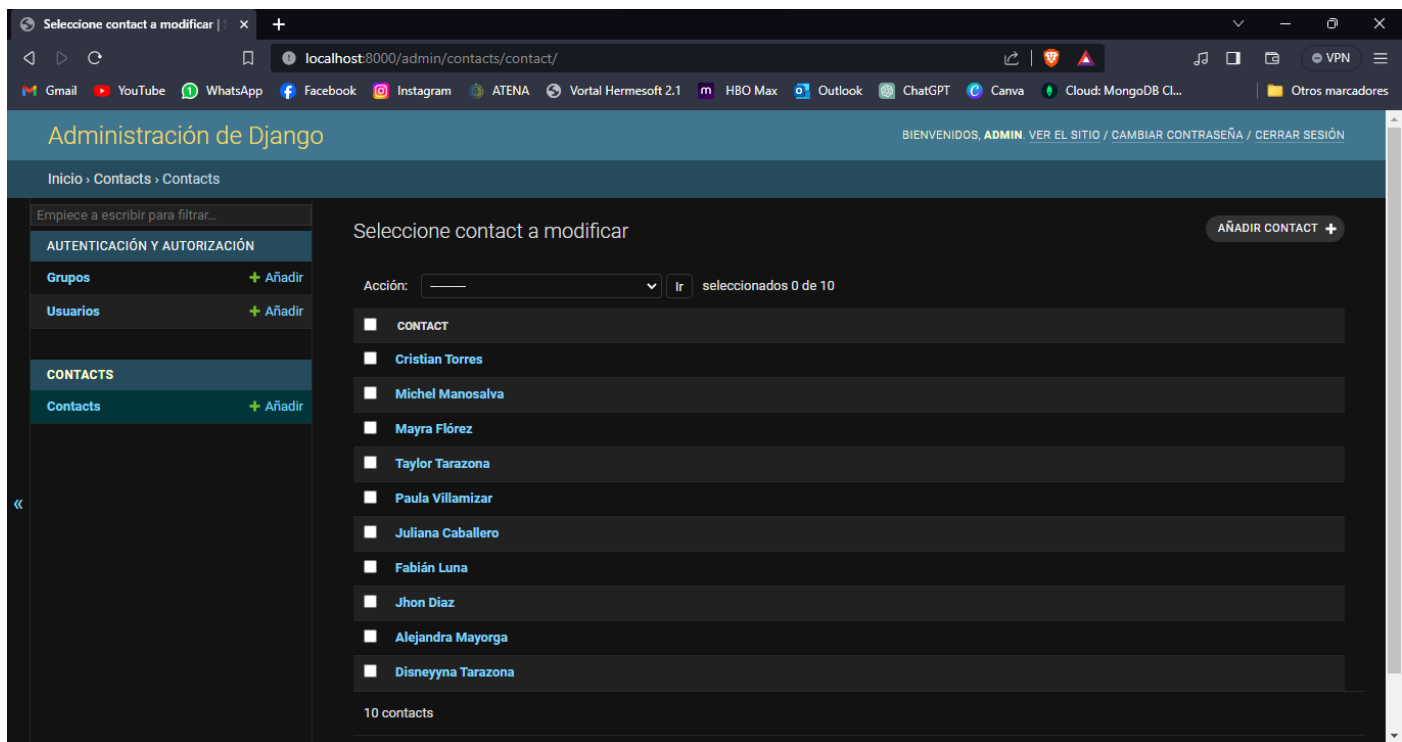 Seleccione contact a modificar | S
localhost:8000/admin/contacts/contact/
VPN
Gmail YouTube WhatsApp Facebook Instagram ATENA Vortal Hermesoft 2.1 HBO Max Outlook ChatGPT Canva Cloud: MongoDB Cl... Otros marcadores
Administración de Django
BIENVENIDOS, ADMIN. VER EL SITIO / CAMBIAR CONTRASEÑA / CERRAR SESIÓN
Inicio › Contacts › Contacts
Empiece a escribir para filtrar...
AUTENTICACIÓN Y AUTORIZACIÓN
Grupos + Añadir
Usuarios + Añadir
CONTACTS
Contacts + Añadir
«
Seleccione contact a modificar
AÑADIR CONTACT +
Acción: --------- Ir seleccionados 0 de 10
CONTACT
Cristian Torres
Michel Manosalva
Mayra Flórez
Taylor Tarazona
Paula Villamizar
Juliana Caballero
Fabián Luna
Jhon Diaz
Alejandra Mayorga
Disneyyna Tarazona
10 contacts